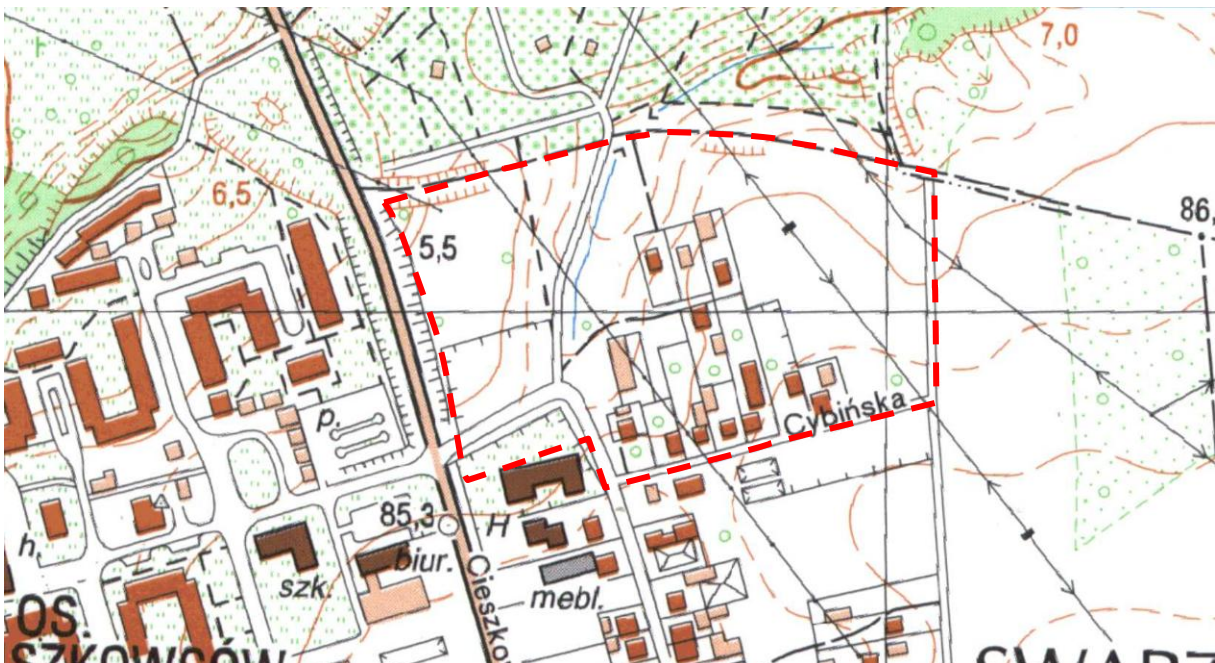 7,0
6,5
5,5
86,
p.
Cybińska
85,3
H
h.
biur.
szk.
mebl.
Cieszko
OS.
SZKOWCÓW
SWARZ